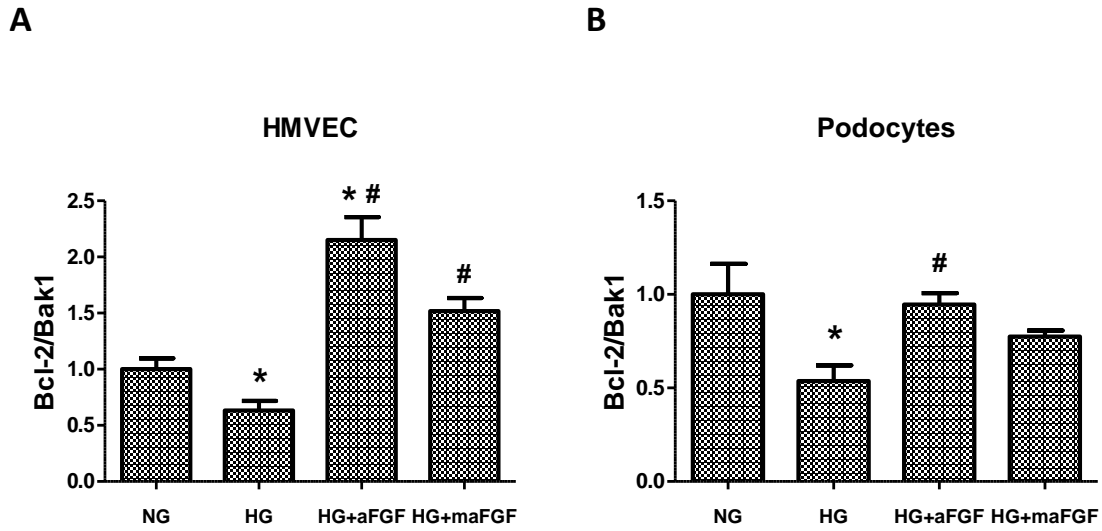 A
B
HMVEC
Podocytes
Bcl-2/Bak1
2.5
2.0
1.5
1.0
0.5
0.0
* #
#
*
NG
HG
HG+aFGF
HG+maFGF
Bcl-2/Bak1
1.5
1.0
0.5
0.0
#
*
NG
HG
HG+aFGF
HG+maFGF